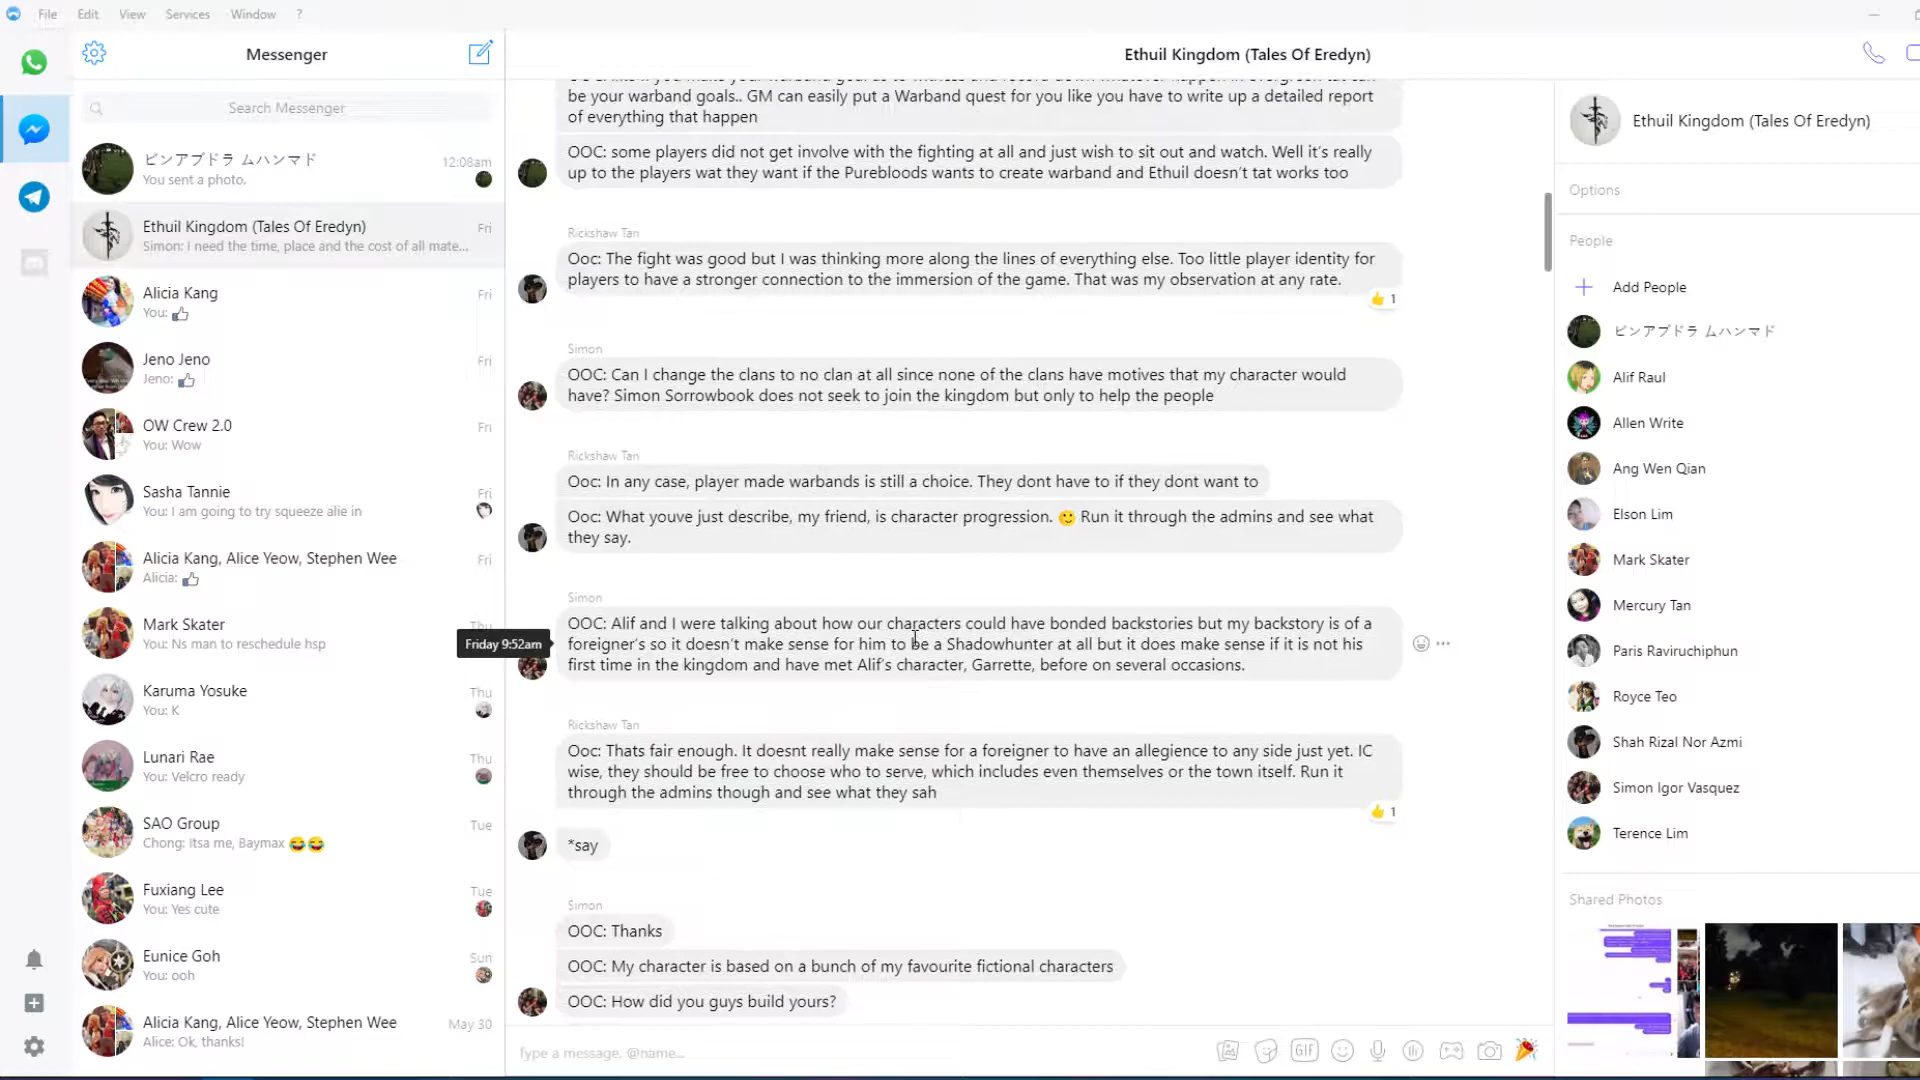 File Edit View Services Window ?
Messenger
Search Messenger
ビンアブドラ ムハンマド 12:08am
You sent a photo.
Ethuil Kingdom (Tales Of Eredyn) Fri
Simon: I need the time, place and the cost of all mate...
Alicia Kang Fri
You:
Jeno Jeno Fri
Jeno:
OW Crew 2.0 Fri
You: Wow
Sasha Tannie Fri
You: I am going to try squeeze alie in
Alicia Kang, Alice Yeow, Stephen Wee Fri
Alicia:
Mark Skater Thu
You: Ns man to reschedule hsp
Karuma Yosuke Thu
You: K
Lunari Rae Thu
You: Velcro ready
SAO Group Tue
Chong: Itsa me, Baymax 😂😂
Fuxiang Lee Tue
You: Yes cute
Eunice Goh Sun
You: ooh
Alicia Kang, Alice Yeow, Stephen Wee May 30
Alice: Ok, thanks!
Ethuil Kingdom (Tales Of Eredyn)
be your warband goals.. GM can easily put a Warband quest for you like you have to write up a detailed report
of everything that happen
OOC: some players did not get involve with the fighting at all and just wish to sit out and watch. Well it's really
up to the players wat they want if the Purebloods wants to create warband and Ethuil doesn't tat works too
Rickshaw Tan
Ooc: The fight was good but I was thinking more along the lines of everything else. Too little player identity for
players to have a stronger connection to the immersion of the game. That was my observation at any rate.
👍 1
Simon
OOC: Can I change the clans to no clan at all since none of the clans have motives that my character would
have? Simon Sorrowbook does not seek to join the kingdom but only to help the people
Rickshaw Tan
Ooc: In any case, player made warbands is still a choice. They dont have to if they dont want to
Ooc: What youve just describe, my friend, is character progression. 🙂 Run it through the admins and see what
they say.
Simon
Friday 9:52am
OOC: Alif and I were talking about how our characters could have bonded backstories but my backstory is of a
foreigner's so it doesn't make sense for him to be a Shadowhunter at all but it does make sense if it is not his
first time in the kingdom and have met Alif's character, Garrette, before on several occasions.
Rickshaw Tan
Ooc: Thats fair enough. It doesnt really make sense for a foreigner to have an allegience to any side just yet. IC
wise, they should be free to choose who to serve, which includes even themselves or the town itself. Run it
through the admins though and see what they sah
👍 1
*say
Simon
OOC: Thanks
OOC: My character is based on a bunch of my favourite fictional characters
OOC: How did you guys build yours?
Type a message, @name...
GIF
Ethuil Kingdom (Tales Of Eredyn)
Options
People
Add People
ビンアブドラ ムハンマド
Alif Raul
Allen Write
Ang Wen Qian
Elson Lim
Mark Skater
Mercury Tan
Paris Raviruchiphun
Royce Teo
Shah Rizal Nor Azmi
Simon Igor Vasquez
Terence Lim
Shared Photos